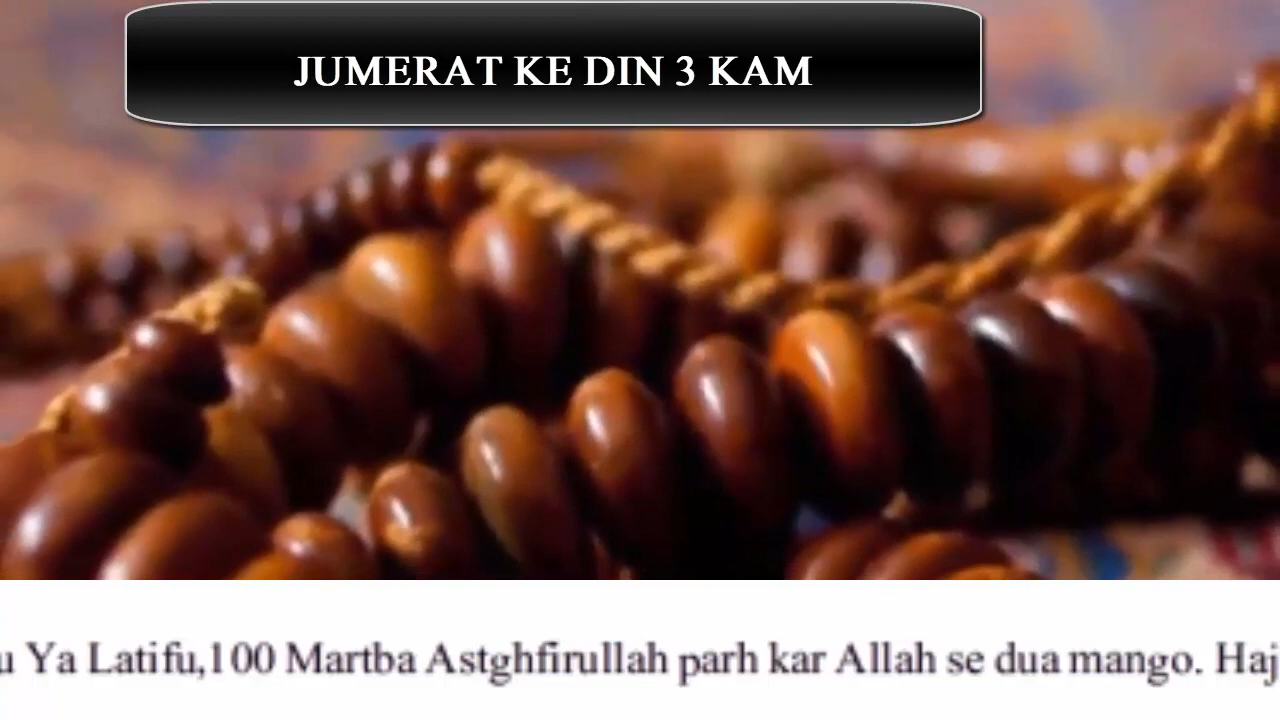 JUMERAT KE DIN 3 KAM
Ya Latifu,100 Martba Astghfirullah parh kar Allah se dua mango.